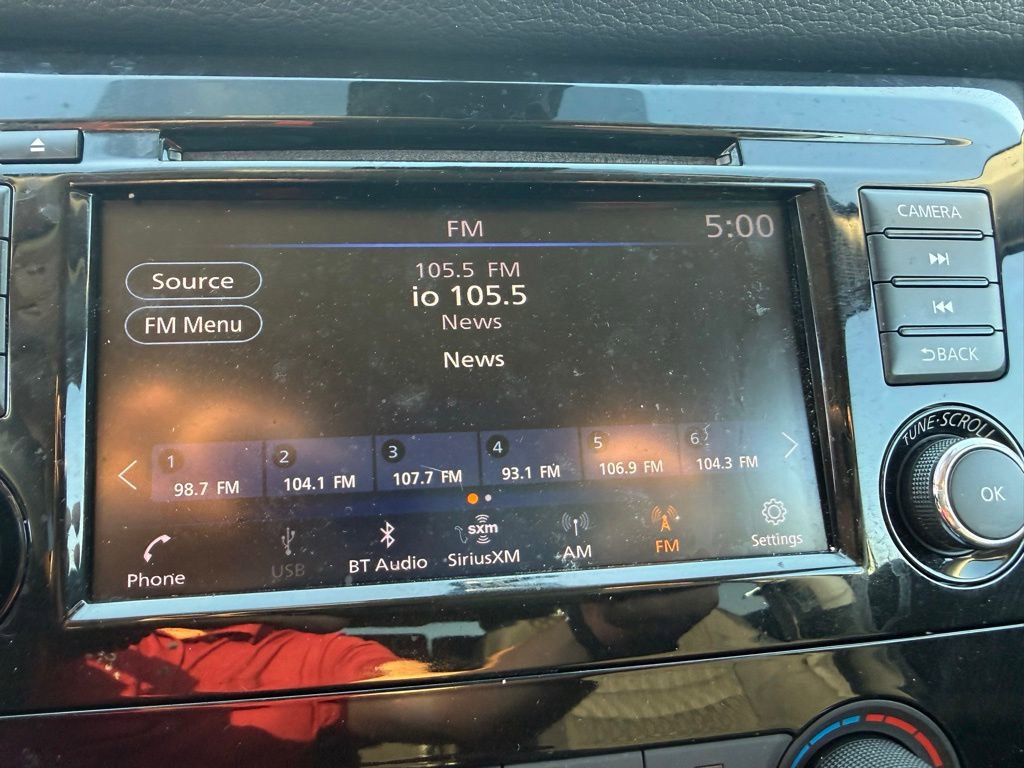 FM
5:00
Source
FM Menu
105.5 FM
io 105.5
News
News
1 98.7 FM
2 104.1 FM
3 107.7 FM
4 93.1 FM
5 106.9 FM
6 104.3 FM
Phone
USB
BT Audio
sxm
SiriusXM
AM
FM
Settings
CAMERA
BACK
TUNE·SCROLL
OK